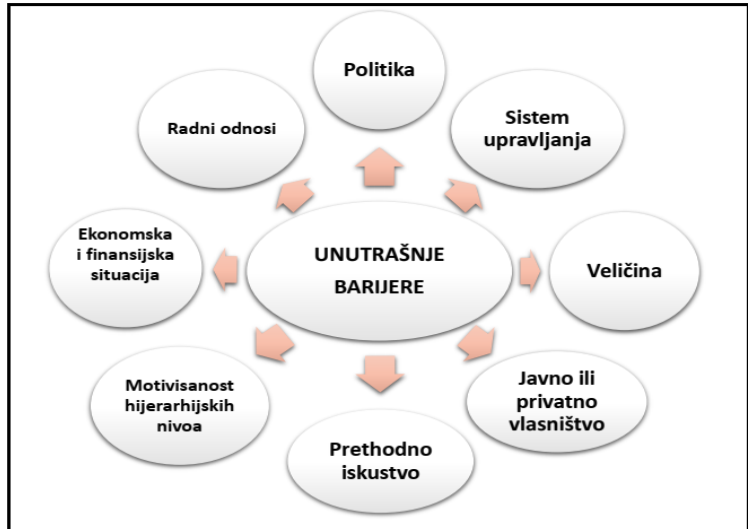 Politika
Sistem
upravljanja
Veličina
Javno ili
privatno
vlasništvo
Prethodno
iskustvo
Motivisanost
hijerarhijskih
nivoa
Ekonomska
i finansijska
situacija
Radni odnosi
UNUTRAŠNJE
BARIJERE